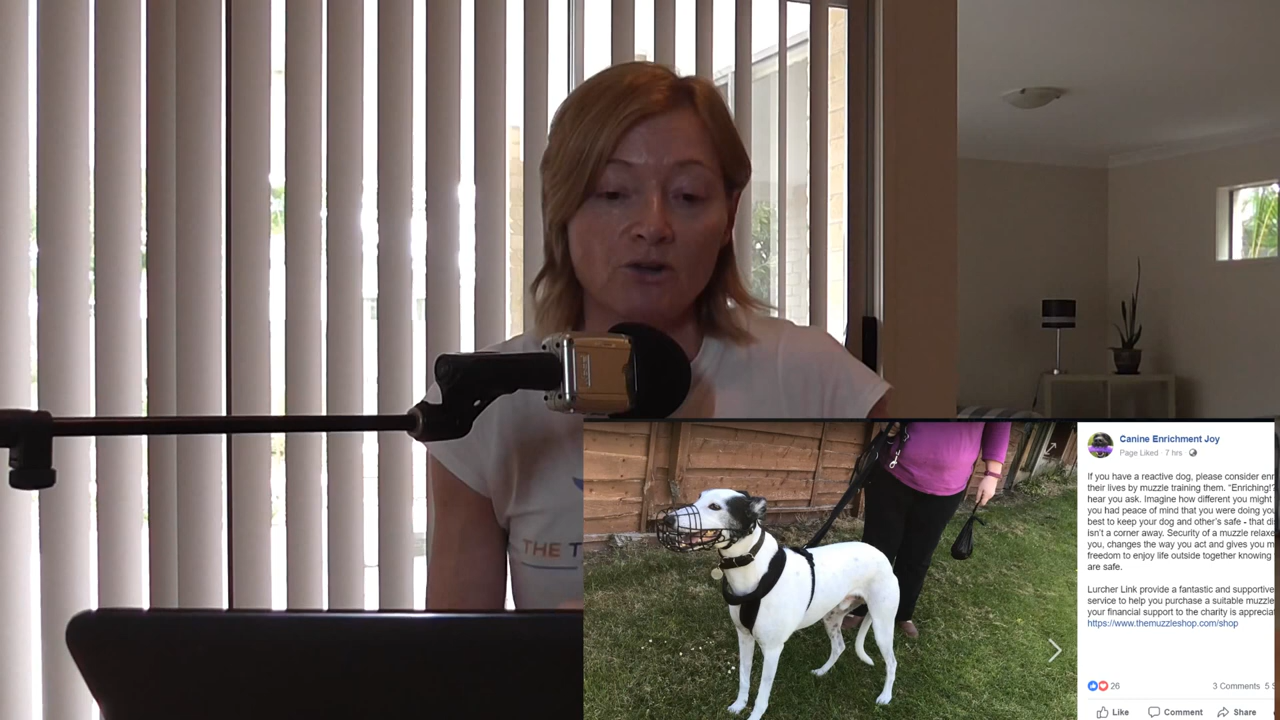 THE T
Canine Enrichment Joy
Page Liked · 7 hrs ·
If you have a reactive dog, please consider enr
their lives by muzzle training them. "Enriching!?
hear you ask. Imagine how different you might
you had peace of mind that you were doing you
best to keep your dog and other's safe - that di
isn't a corner away. Security of a muzzle relaxe
you, changes the way you act and gives you m
freedom to enjoy life outside together knowing
are safe.
Lurcher Link provide a fantastic and supportive
service to help you purchase a suitable muzzle
your financial support to the charity is apprecia
https://www.themuzzleshop.com/shop
26
3 Comments 5 S
Like Comment Share